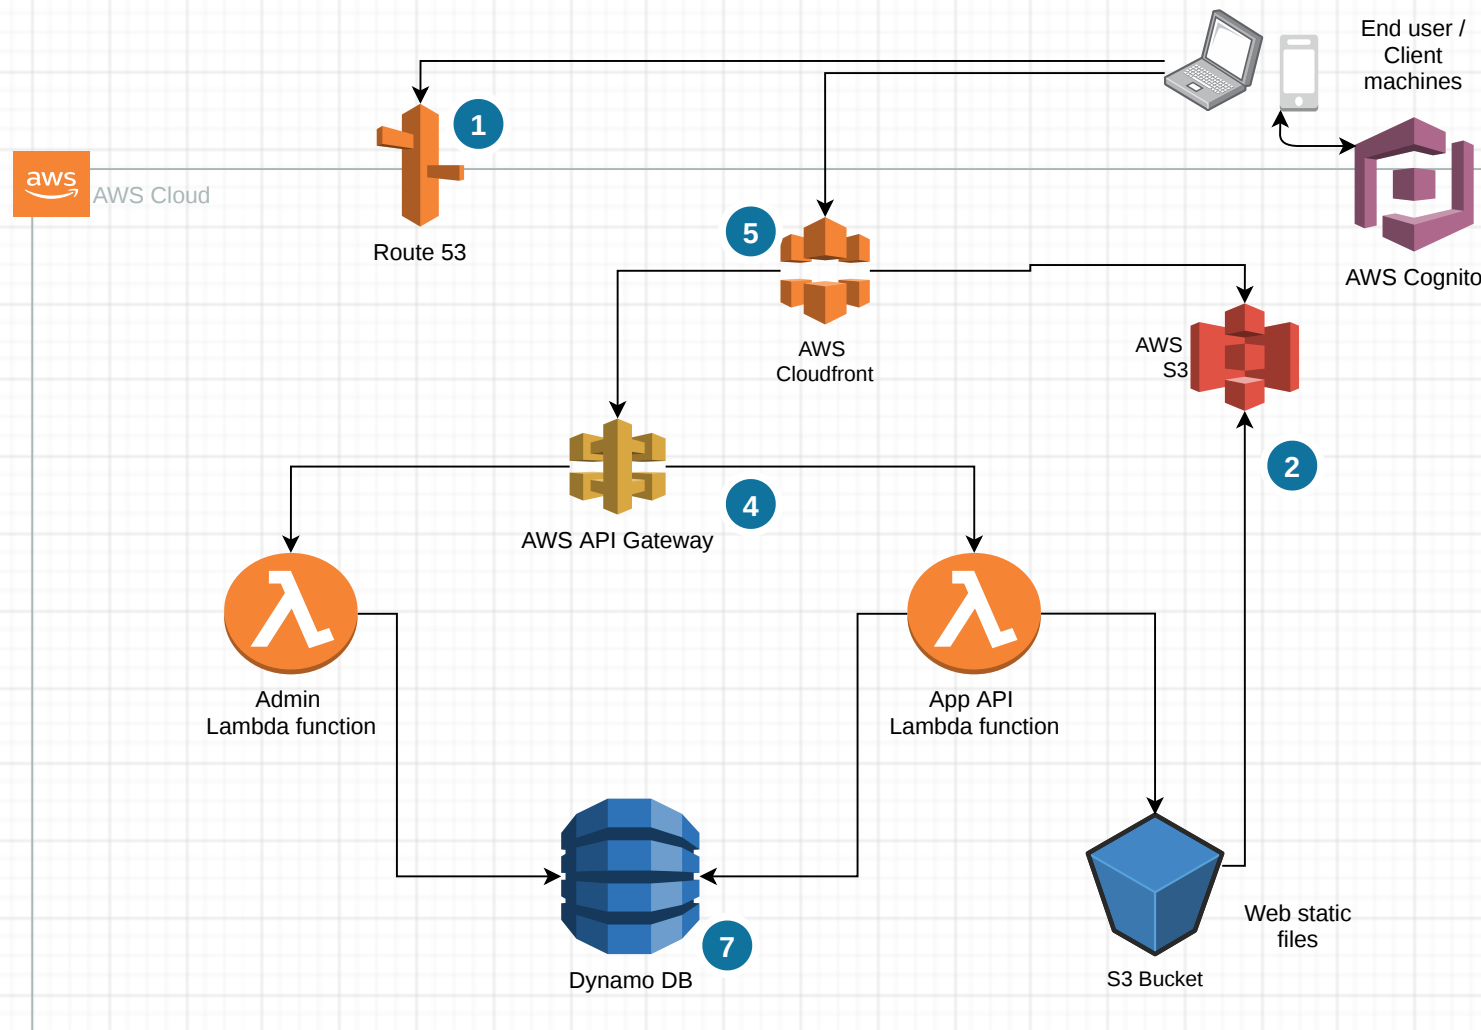 End user /
Client
machines
1
aws
AWS Cloud
Route 53
5
AWS Cognito
AWS
Cloudfront
AWS
S3
2
4
AWS API Gateway
Admin
Lambda function
App API
Lambda function
7
Dynamo DB
Web static
files
S3 Bucket